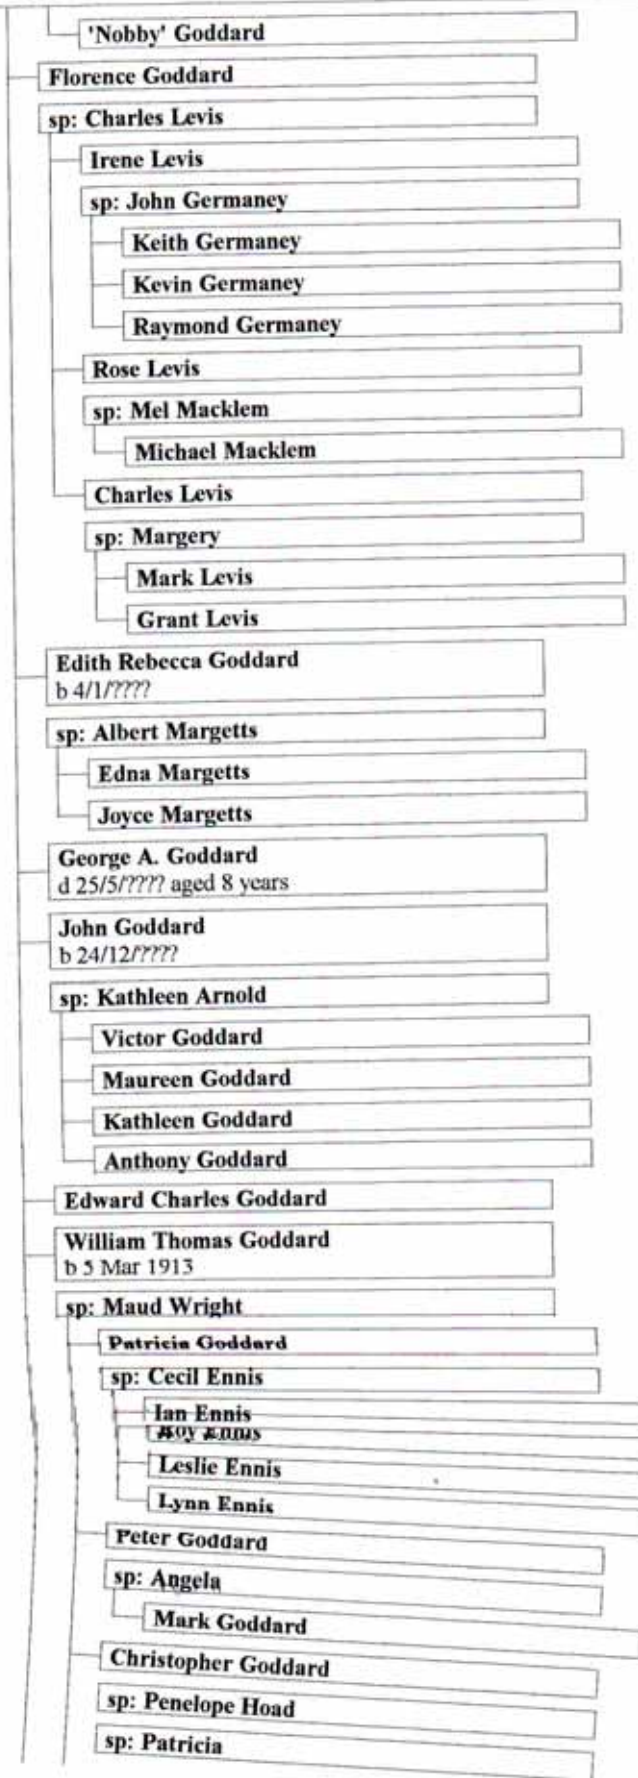 'Nobby' Goddard
Florence Goddard
sp: Charles Levis
Irene Levis
sp: John Germaney
Keith Germaney
Kevin Germaney
Raymond Germaney
Rose Levis
sp: Mel Macklem
Michael Macklem
Charles Levis
sp: Margery
Mark Levis
Grant Levis
Edith Rebecca Goddard
b 4/1/????
sp: Albert Margetts
Edna Margetts
Joyce Margetts
George A. Goddard
d 25/5/???? aged 8 years
John Goddard
b 24/12/????
sp: Kathleen Arnold
Victor Goddard
Maureen Goddard
Kathleen Goddard
Anthony Goddard
Edward Charles Goddard
William Thomas Goddard
b 5 Mar 1913
sp: Maud Wright
Patricia Goddard
sp: Cecil Ennis
Ian Ennis
Roy Ennis
Leslie Ennis
Lynn Ennis
Peter Goddard
sp: Angela
Mark Goddard
Christopher Goddard
sp: Penelope Hoad
sp: Patricia